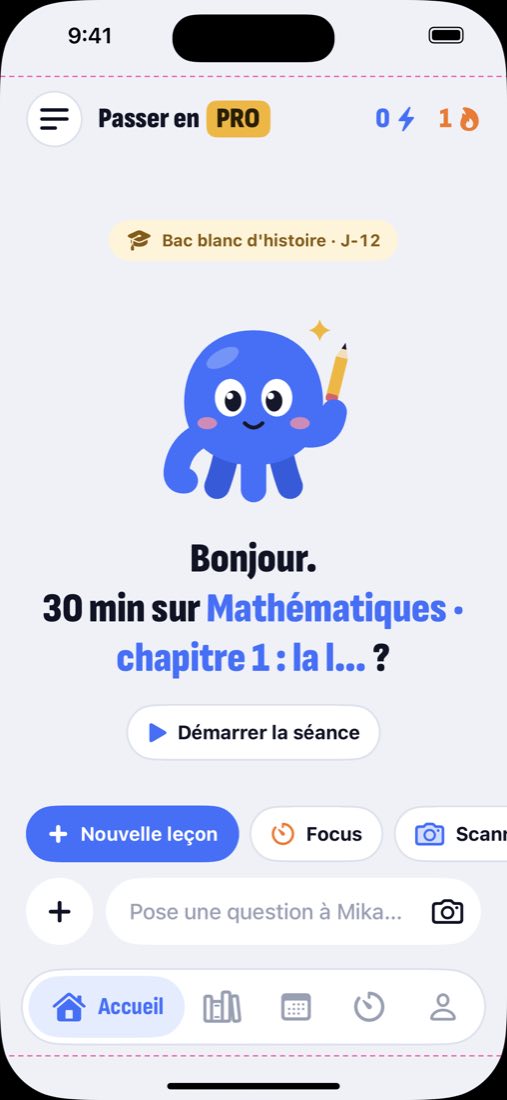 9:41
Passer en PRO
0
1
Bac blanc d'histoire · J-12
Bonjour.
30 min sur Mathématiques ·
chapitre 1 : la l... ?
Démarrer la séance
Nouvelle leçon
Focus
Scann
Pose une question à Mika...
Accueil